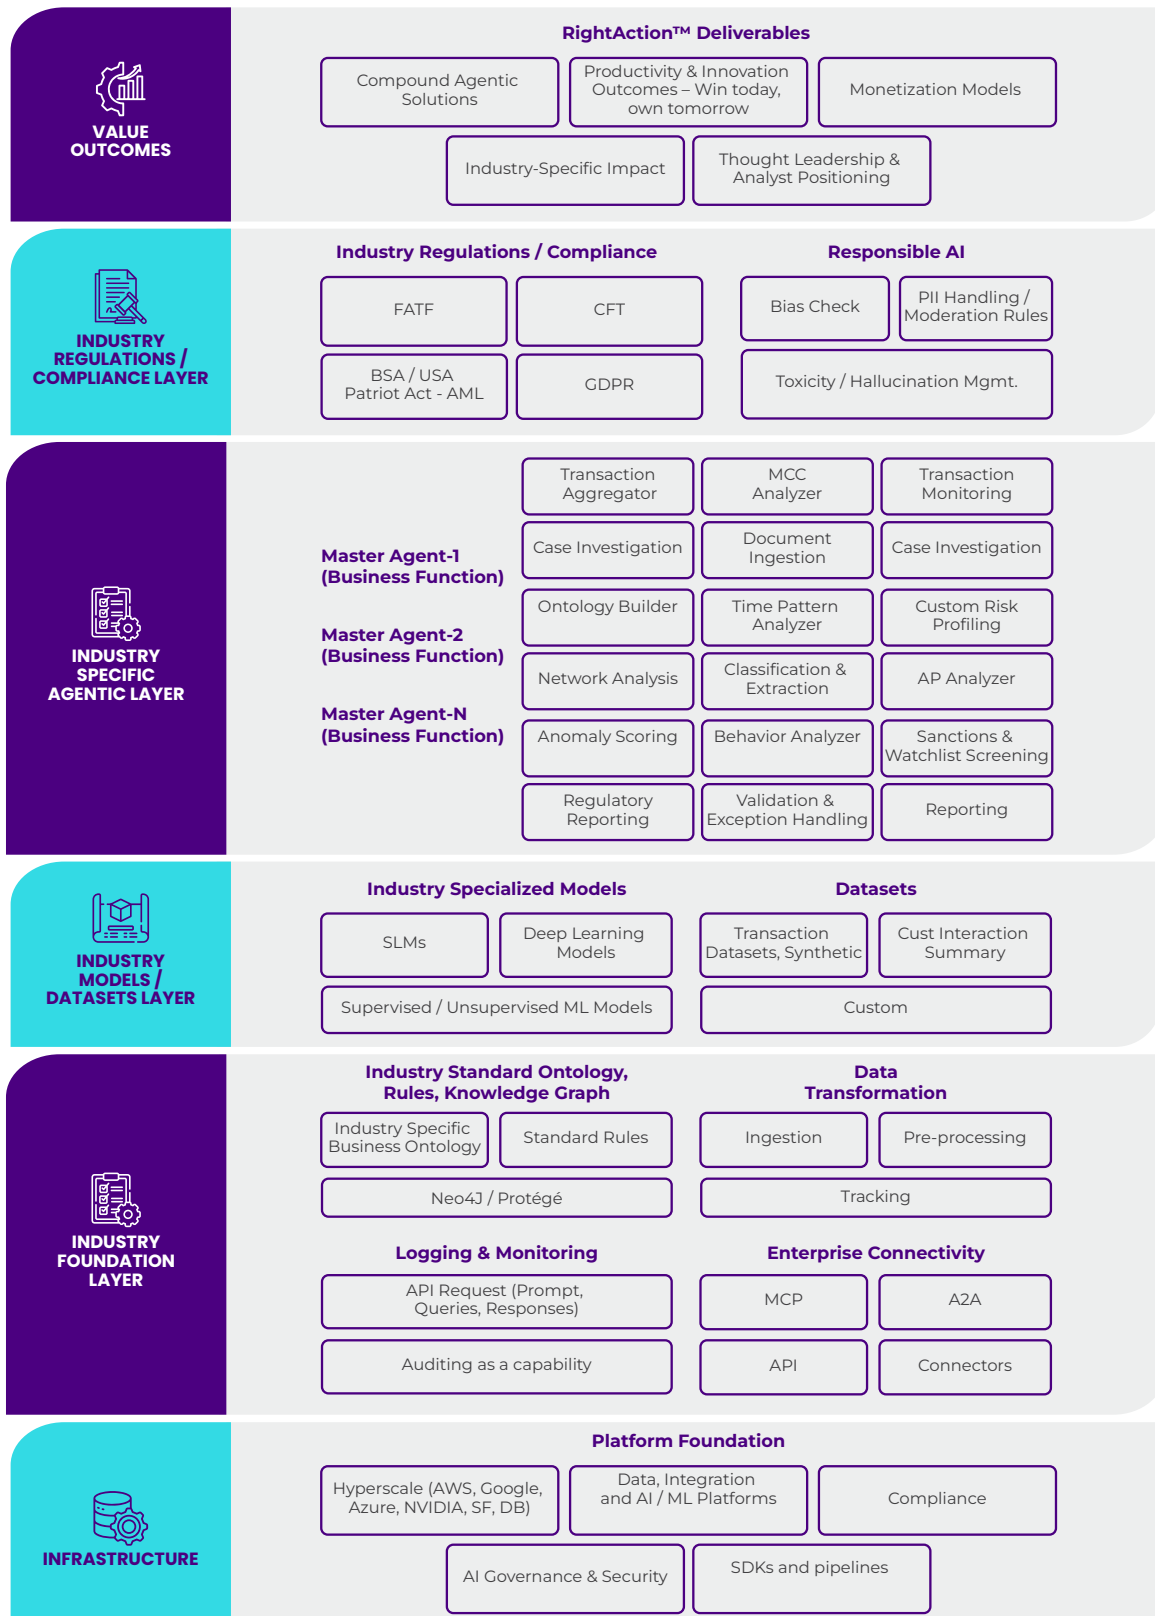 RightAction™ Deliverables
Compound Agentic
Solutions
Productivity & Innovation
Outcomes – Win today,
own tomorrow
Monetization Models
Industry-Specific Impact
Thought Leadership &
Analyst Positioning
VALUE
OUTCOMES
Industry Regulations / Compliance
Responsible AI
FATF
CFT
Bias Check
PII Handling /
Moderation Rules
BSA / USA
Patriot Act - AML
GDPR
Toxicity / Hallucination Mgmt.
INDUSTRY
REGULATIONS /
COMPLIANCE LAYER
Master Agent-1
(Business Function)
Master Agent-2
(Business Function)
Master Agent-N
(Business Function)
Transaction
Aggregator
MCC
Analyzer
Transaction
Monitoring
Case Investigation
Document
Ingestion
Case Investigation
Ontology Builder
Time Pattern
Analyzer
Custom Risk
Profiling
Network Analysis
Classification &
Extraction
AP Analyzer
Anomaly Scoring
Behavior Analyzer
Sanctions &
Watchlist Screening
Regulatory
Reporting
Validation &
Exception Handling
Reporting
INDUSTRY
SPECIFIC
AGENTIC LAYER
Industry Specialized Models
Datasets
SLMs
Deep Learning
Models
Transaction
Datasets, Synthetic
Cust Interaction
Summary
Supervised / Unsupervised ML Models
Custom
INDUSTRY
MODELS /
DATASETS LAYER
Industry Standard Ontology,
Rules, Knowledge Graph
Data
Transformation
Industry Specific
Business Ontology
Standard Rules
Ingestion
Pre-processing
Neo4J / Protégé
Tracking
Logging & Monitoring
Enterprise Connectivity
API Request (Prompt,
Queries, Responses)
MCP
A2A
Auditing as a capability
API
Connectors
INDUSTRY
FOUNDATION
LAYER
Platform Foundation
Hyperscale (AWS, Google,
Azure, NVIDIA, SF, DB)
Data, Integration
and AI / ML Platforms
Compliance
AI Governance & Security
SDKs and pipelines
INFRASTRUCTURE